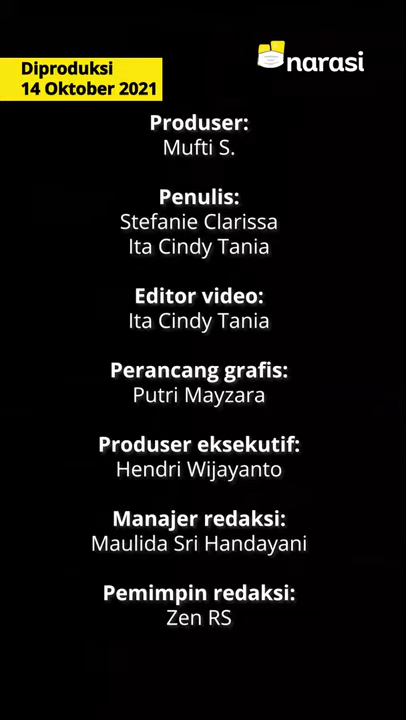 Diproduksi
14 Oktober 2021
narasi
Produser:
Mufti S.
Penulis:
Stefanie Clarissa
Ita Cindy Tania
Editor video:
Ita Cindy Tania
Perancang grafis:
Putri Mayzara
Produser eksekutif:
Hendri Wijayanto
Manajer redaksi:
Maulida Sri Handayani
Pemimpin redaksi:
Zen RS